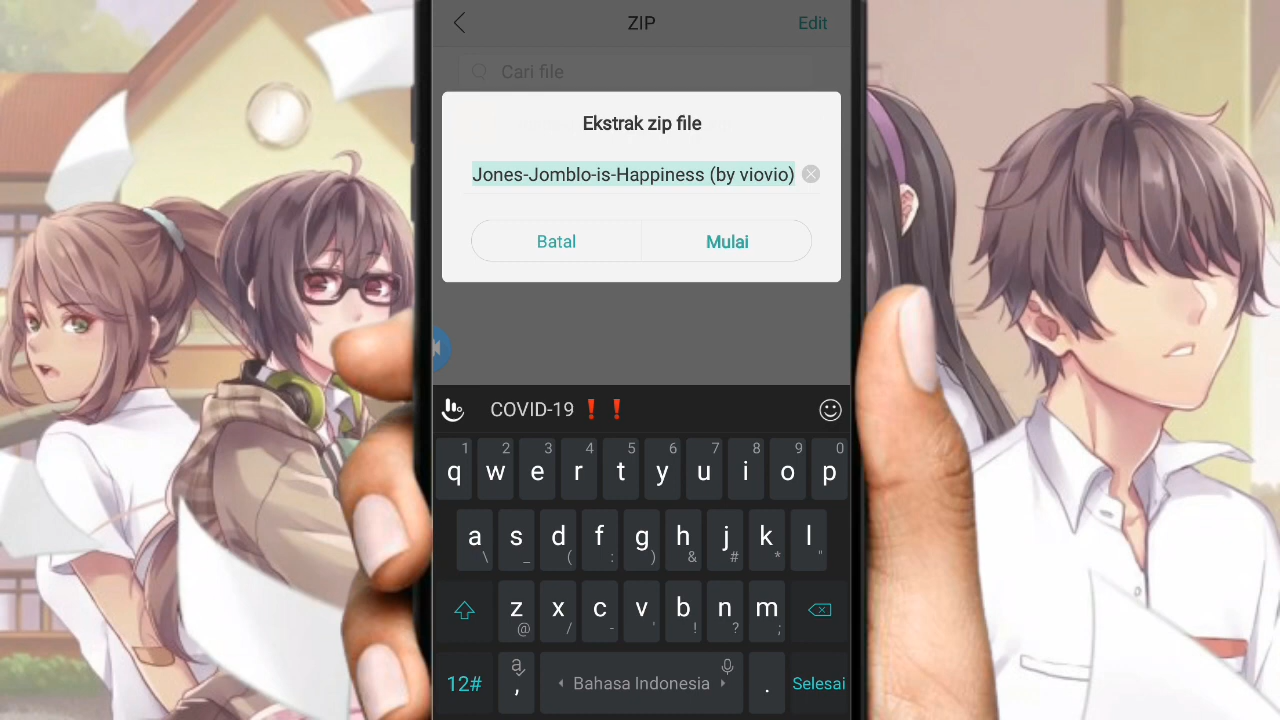 ZIP
Edit
Cari file
Ekstrak zip file
Jones-Jomblo-is-Happiness (by viovio)
Batal
Mulai
COVID-19 ❗❗
1 2 3 4 5 6 7 8 9 0
q w e r t y u i o p
a s d f g h j k l
\ _ ( : ) & # * "
z x c v b n m
@ / - ' ! ? ;
12# a , Bahasa Indonesia . Selesai